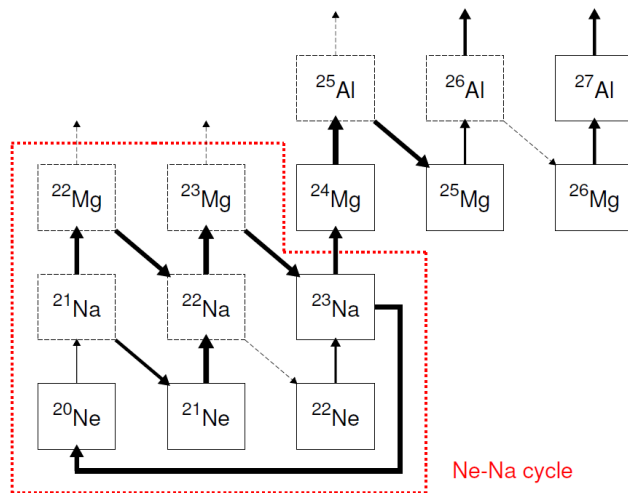 ²⁵Al ²⁶Al ²⁷Al
²²Mg ²³Mg ²⁴Mg ²⁵Mg ²⁶Mg
²¹Na ²²Na ²³Na
²⁰Ne ²¹Ne ²²Ne
Ne-Na cycle